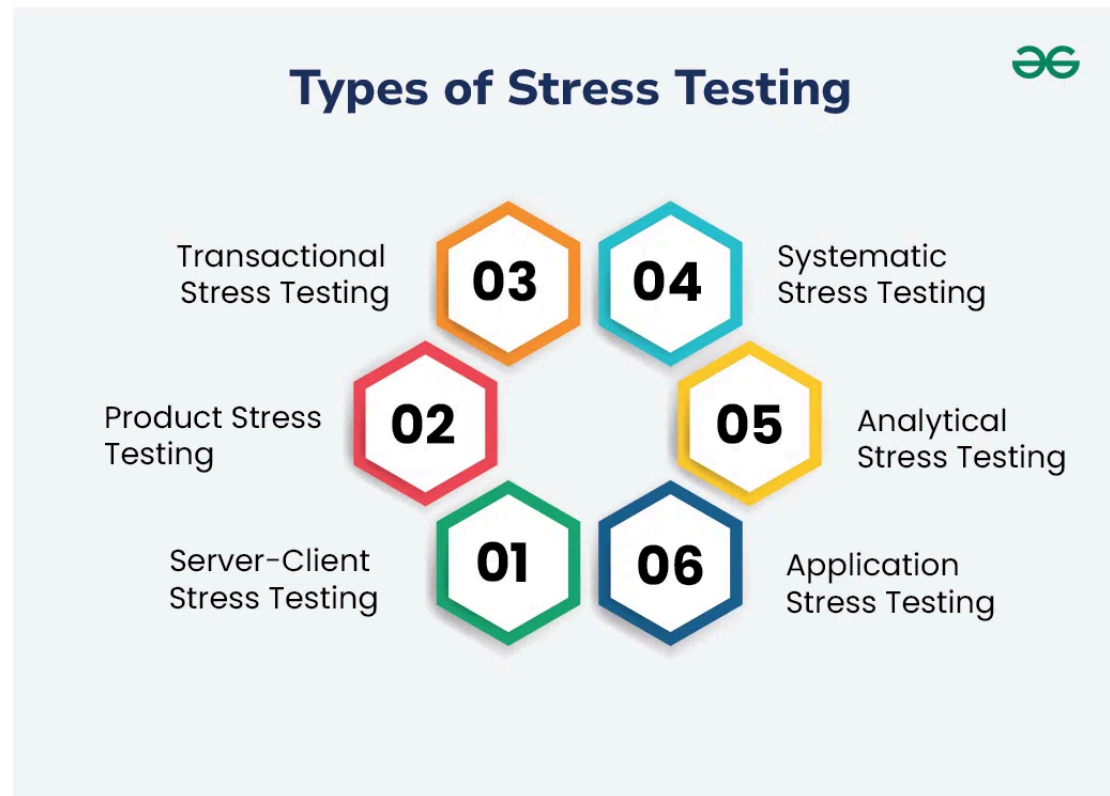 Types of Stress Testing
03
Transactional
Stress Testing
04
Systematic
Stress Testing
02
Product Stress
Testing
05
Analytical
Stress Testing
01
Server-Client
Stress Testing
06
Application
Stress Testing